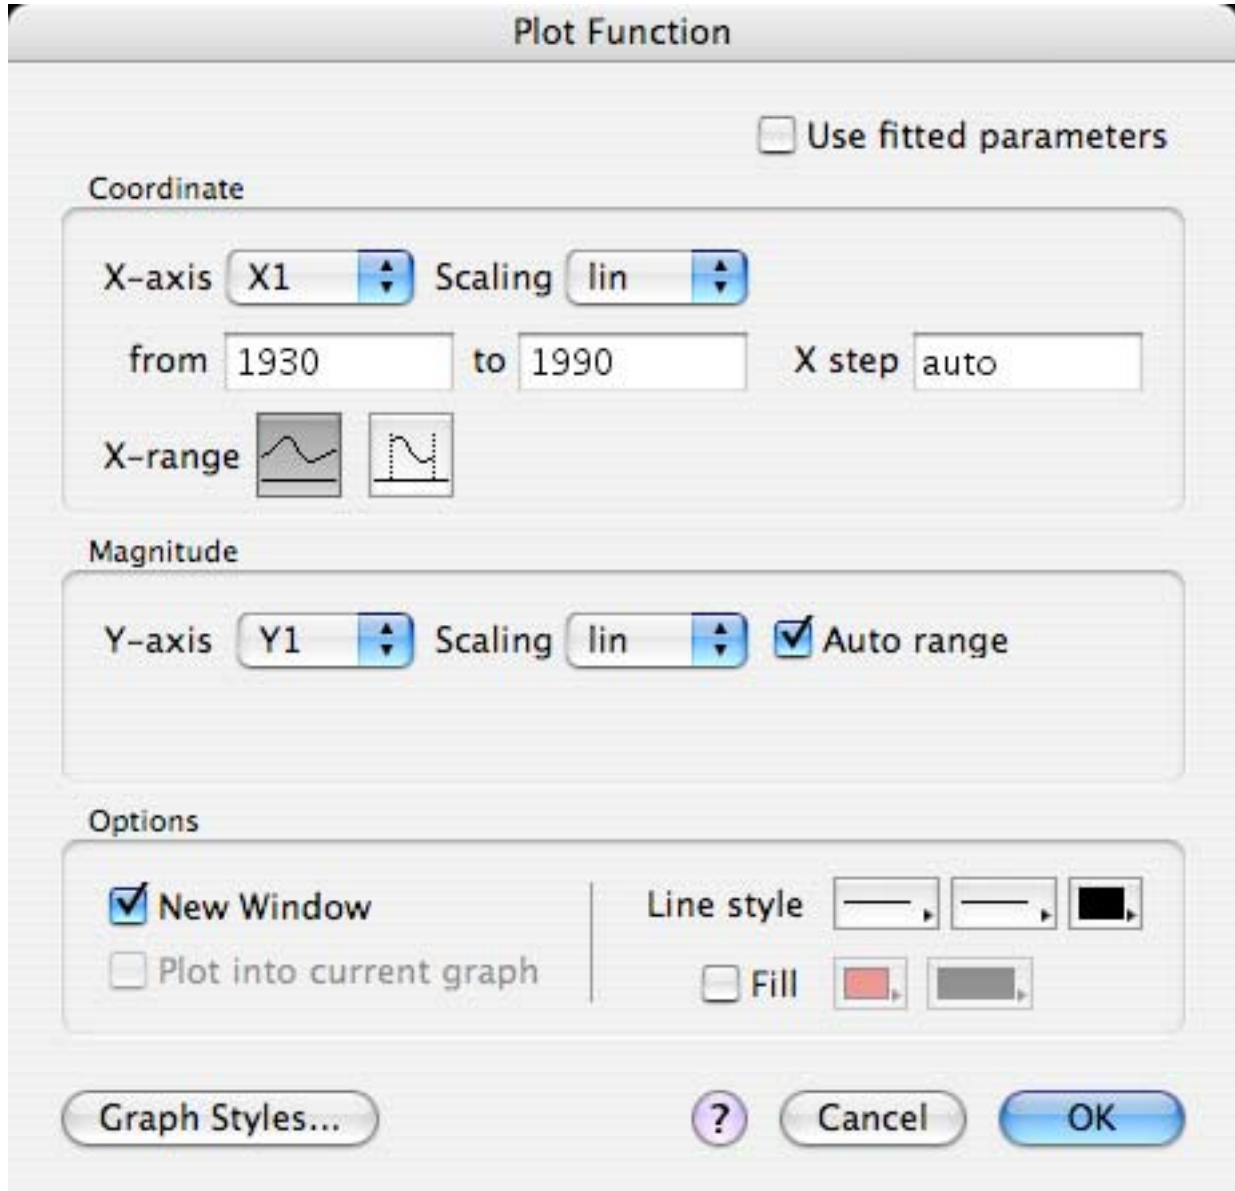 Plot Function
Use fitted parameters
Coordinate
X-axis X1 Scaling lin
from 1930 to 1990 X step auto
X-range
Magnitude
Y-axis Y1 Scaling lin Auto range
Options
New Window Line style
Plot into current graph Fill
Graph Styles... ? Cancel OK